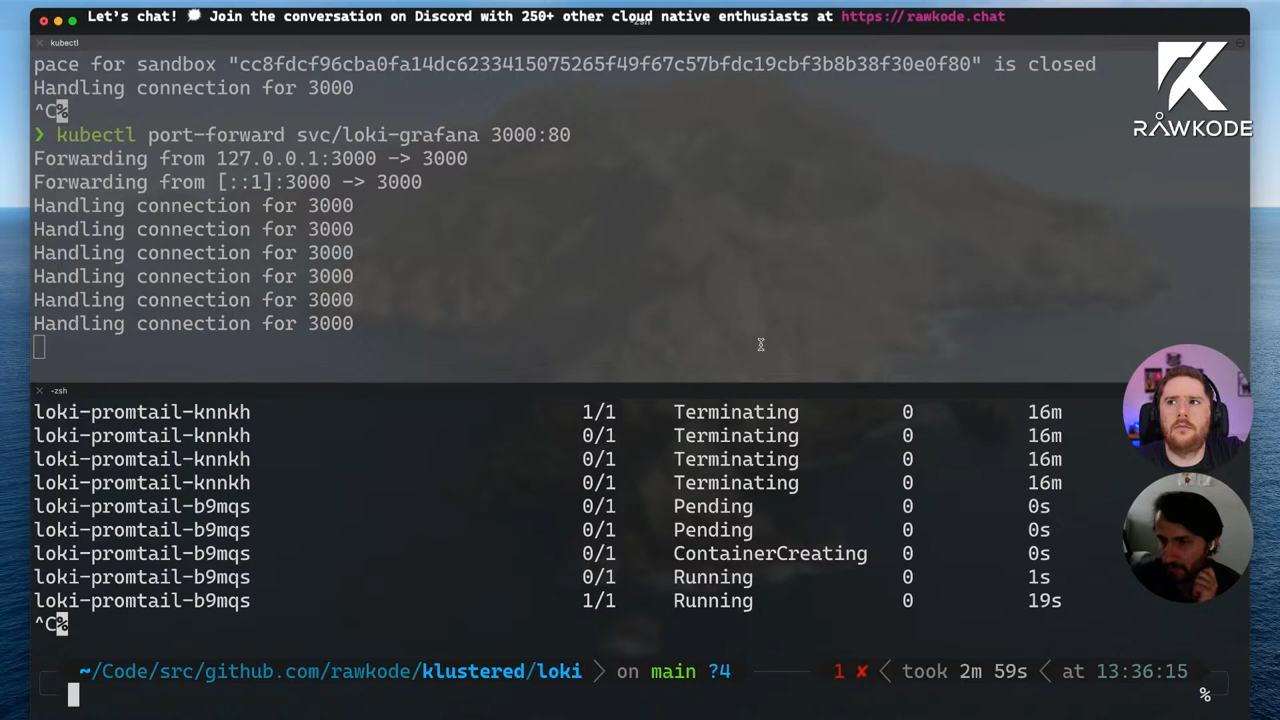 Let's chat! 💭 Join the conversation on Discord with 250+ other cloud native enthusiasts at https://rawkode.chat
kubectl
pace for sandbox "cc8fdcf96cba0fa14dc6233415075265f49f67c57bfdc19cbf3b8b38f30e0f80" is closed
Handling connection for 3000
^C%
❯ kubectl port-forward svc/loki-grafana 3000:80
Forwarding from 127.0.0.1:3000 -> 3000
Forwarding from [::1]:3000 -> 3000
Handling connection for 3000
Handling connection for 3000
Handling connection for 3000
Handling connection for 3000
Handling connection for 3000
Handling connection for 3000
RAWKODE
-zsh
loki-promtail-knnkh 1/1 Terminating 0 16m
loki-promtail-knnkh 0/1 Terminating 0 16m
loki-promtail-knnkh 0/1 Terminating 0 16m
loki-promtail-knnkh 0/1 Terminating 0 16m
loki-promtail-b9mqs 0/1 Pending 0 0s
loki-promtail-b9mqs 0/1 Pending 0 0s
loki-promtail-b9mqs 0/1 ContainerCreating 0 0s
loki-promtail-b9mqs 0/1 Running 0 1s
loki-promtail-b9mqs 1/1 Running 0 19s
^C%
~/Code/src/github.com/rawkode/klustered/loki on main ?4 1 ✘ took 2m 59s at 13:36:15
%